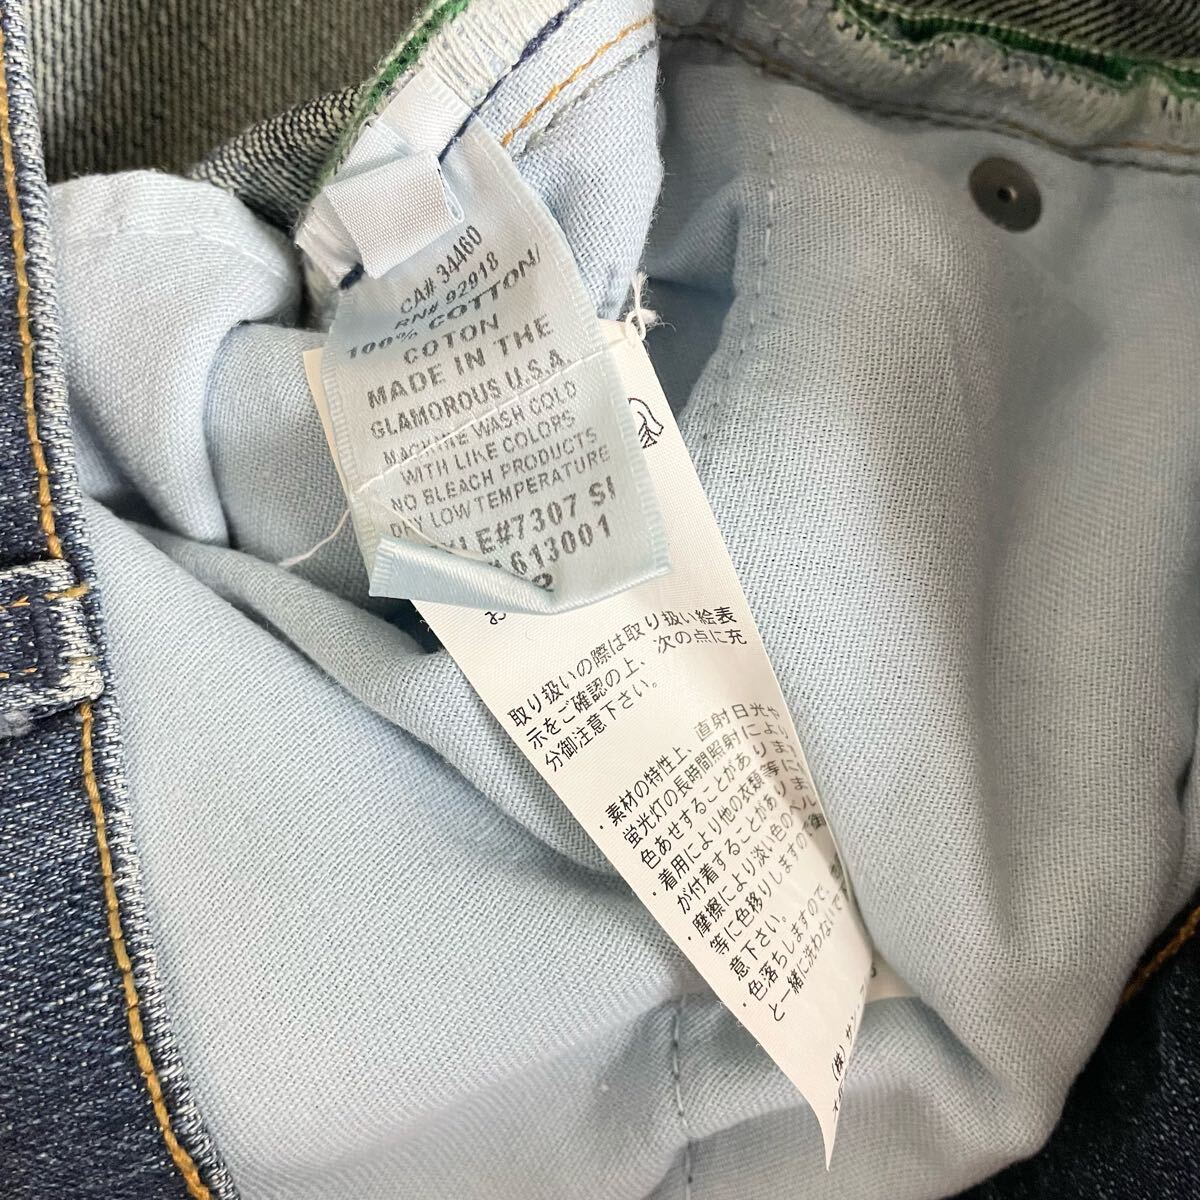 CA# 34460
RN# 92918
100% COTTON/
COTON
MADE IN THE
GLAMOROUS U.S.A.
MACHINE WASH COLD
WITH LIKE COLORS
NO BLEACH PRODUCTS
DRY LOW TEMPERATURE
LE#7307 SI
613001
お
取り扱いの際は取り扱い絵表
示をご確認の上、次の点に充
分御注意下さい。
・素材の特性上、直射日光や
蛍光灯の長時間照射により
色あせすることがあります
・着用により他の衣類等に
が付着することがありま
・摩擦により淡い色のベル
等に色移りしますので
意下さい。
・色落ちしますので、
と一緒に洗わないで
(株)サン